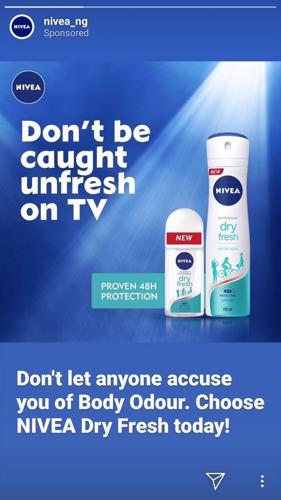 nivea_ng
Sponsored
NIVEA
NIVEA
Don't be
caught
unfresh
on TV
NEW
NIVEA
dry
fresh
NEW
NIVEA
dry
fresh
48h
PROVEN 48H
PROTECTION
Don't let anyone accuse
you of Body Odour. Choose
NIVEA Dry Fresh today!